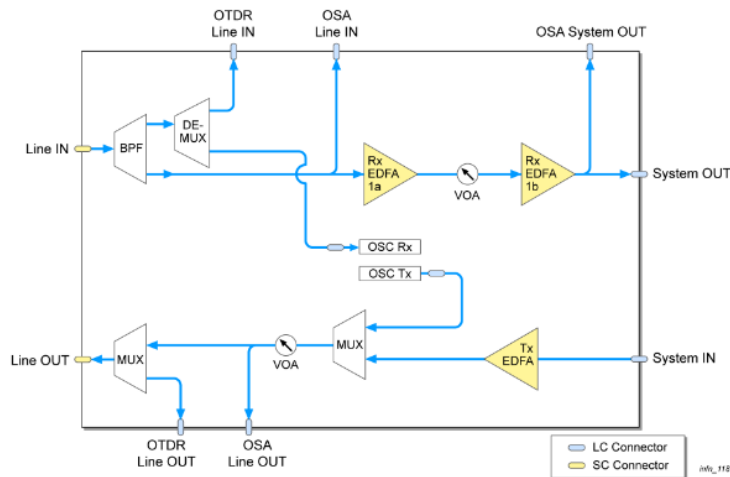 OTDR
Line IN
OSA
Line IN
OSA System OUT
Line IN
BPF
DE-
MUX
Rx
EDFA
1a
VOA
Rx
EDFA
1b
System OUT
OSC Rx
OSC Tx
Line OUT
MUX
VOA
MUX
Tx
EDFA
System IN
OTDR
Line OUT
OSA
Line OUT
LC Connector
SC Connector
infn_118